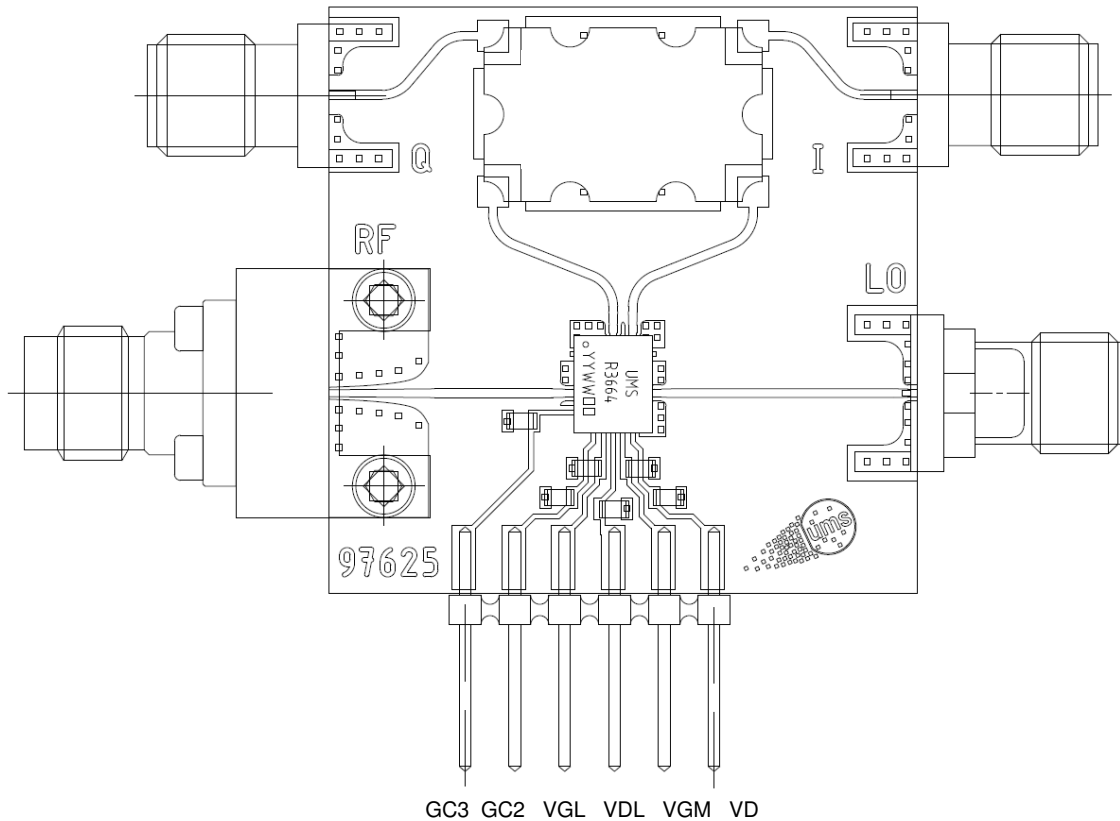 Q
I
RF
LO
UMS
R3664
YYWW
97625
ums
GC3 GC2 VGL VDL VGM VD